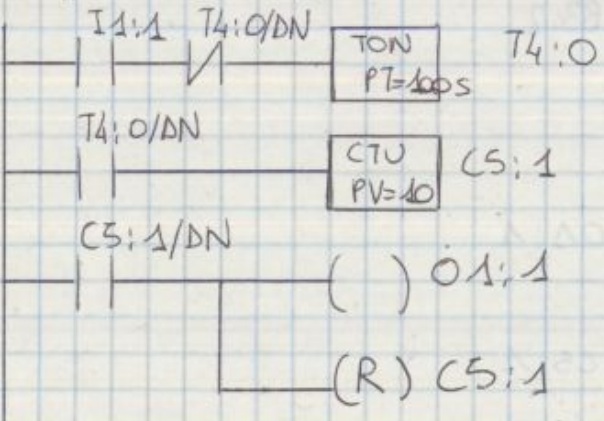 I1:1 T4:0/DN TON T4:0
PT=100s
T4:0/DN
CTU C5:1
PV=10
C5:1/DN
( ) O1:1
(R) C5:1